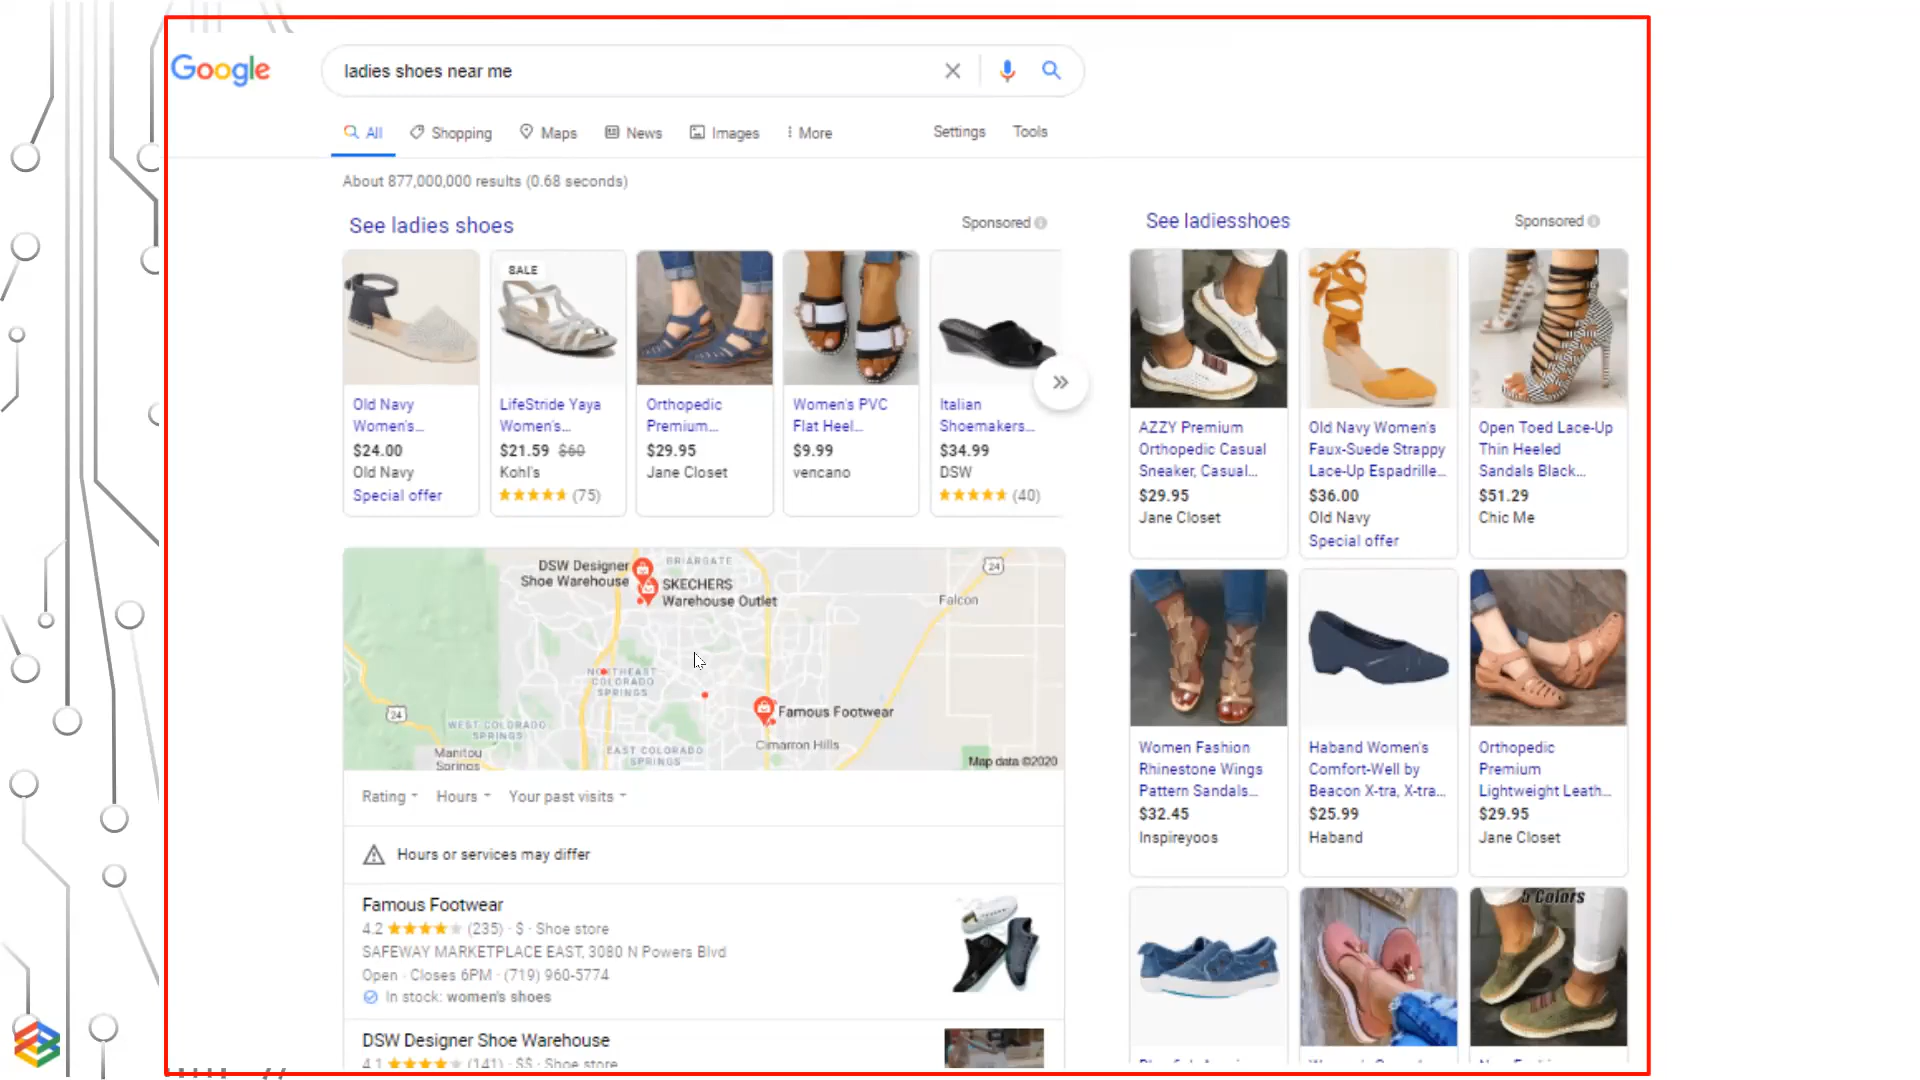 Google
ladies shoes near me
All
Shopping
Maps
News
Images
More
Settings
Tools
About 877,000,000 results (0.68 seconds)
See ladies shoes
Sponsored
SALE
Old Navy
Women's...
$24.00
Old Navy
Special offer
LifeStride Yaya
Women's...
$21.59 $60
Kohl's
(75)
Orthopedic
Premium...
$29.95
Jane Closet
Women's PVC
Flat Heel...
$9.99
vencano
Italian
Shoemakers...
$34.99
DSW
(40)
See ladiesshoes
Sponsored
AZZY Premium
Orthopedic Casual
Sneaker, Casual...
$29.95
Jane Closet
Old Navy Women's
Faux-Suede Strappy
Lace-Up Espadrille...
$36.00
Old Navy
Special offer
Open Toed Lace-Up
Thin Heeled
Sandals Black...
$51.29
Chic Me
DSW Designer
Shoe Warehouse
BRIARGATE
SKECHERS
Warehouse Outlet
24
Falcon
NORTHEAST
COLORADO
SPRINGS
24
WEST COLORADO
SPRINGS
Famous Footwear
Manitou
Springs
EAST COLORADO
SPRINGS
Cimarron Hills
Map data ©2020
Women Fashion
Rhinestone Wings
Pattern Sandals...
$32.45
Inspireyoos
Haband Women's
Comfort-Well by
Beacon X-tra, X-tra...
$25.99
Haband
Orthopedic
Premium
Lightweight Leath...
$29.95
Jane Closet
Rating
Hours
Your past visits
Hours or services may differ
Famous Footwear
4.2 (235) · $ · Shoe store
SAFEWAY MARKETPLACE EAST, 3080 N Powers Blvd
Open · Closes 6PM · (719) 960-5774
In stock: women's shoes
DSW Designer Shoe Warehouse
4.1 (141) · $$ · Shoe store
Colors